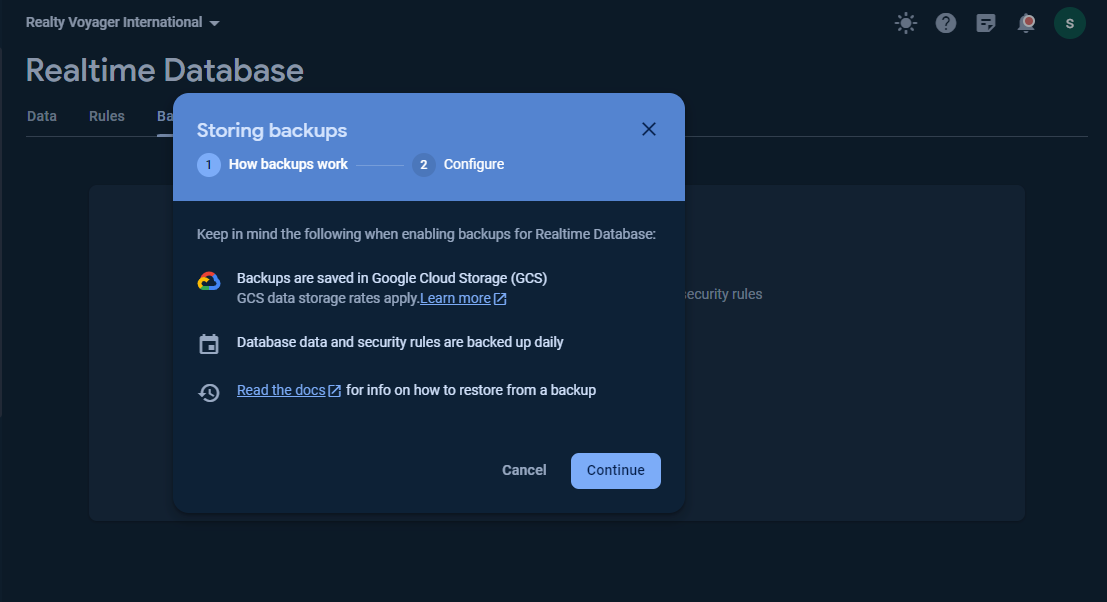 Realty Voyager International
S
Realtime Database
Data Rules Ba
Storing backups
1 How backups work 2 Configure
Keep in mind the following when enabling backups for Realtime Database:
Backups are saved in Google Cloud Storage (GCS)
GCS data storage rates apply.Learn more
security rules
Database data and security rules are backed up daily
Read the docs for info on how to restore from a backup
Cancel Continue